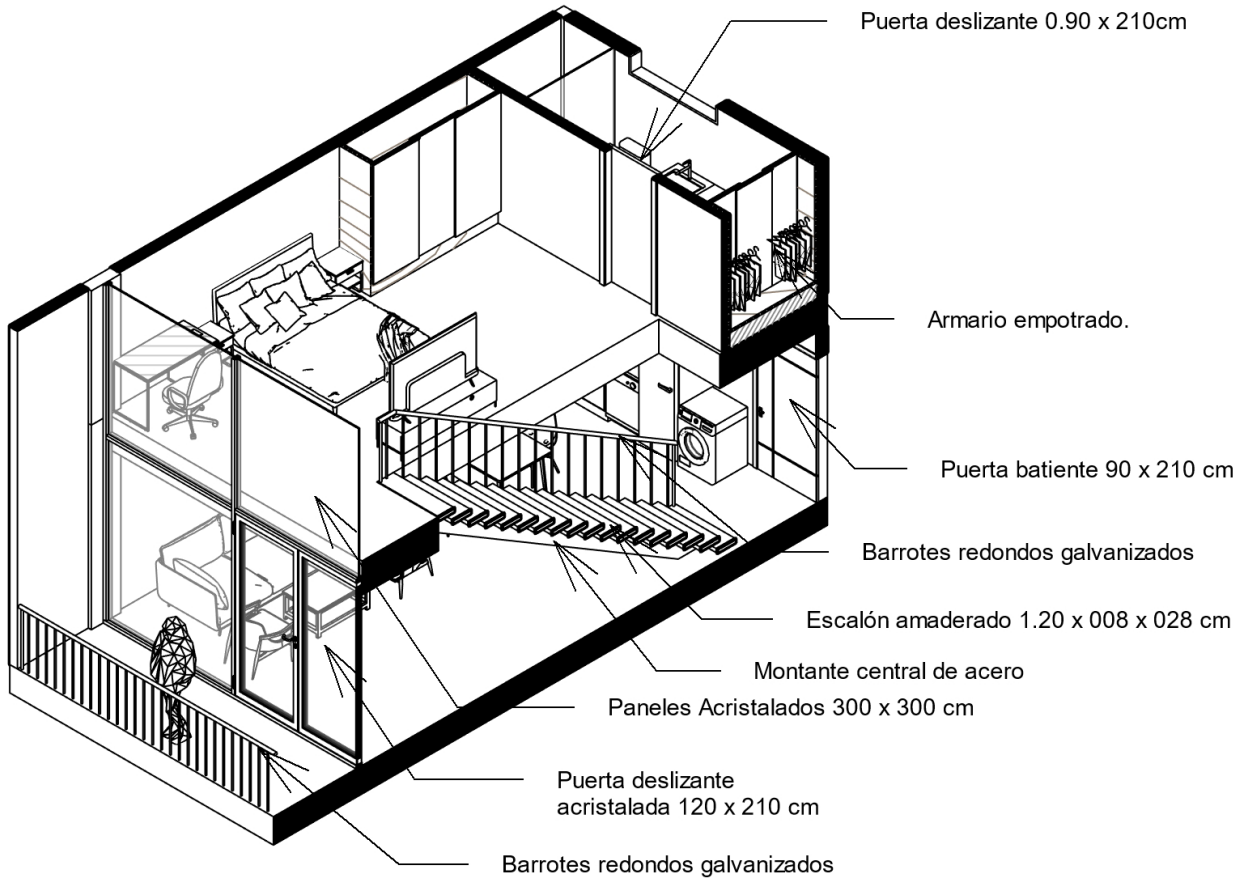 Puerta deslizante 0.90 x 210cm
Armario empotrado.
Puerta batiente 90 x 210 cm
Barrotes redondos galvanizados
Escalón amaderado 1.20 x 008 x 028 cm
Montante central de acero
Paneles Acristalados 300 x 300 cm
Puerta deslizante
acristalada 120 x 210 cm
Barrotes redondos galvanizados